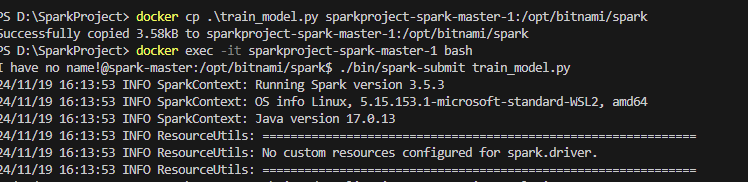 PS D:\SparkProject> docker cp .\train_model.py sparkproject-spark-master-1:/opt/bitnami/spark
Successfully copied 3.58kB to sparkproject-spark-master-1:/opt/bitnami/spark
PS D:\SparkProject> docker exec -it sparkproject-spark-master-1 bash
I have no name!@spark-master:/opt/bitnami/spark$ ./bin/spark-submit train_model.py
24/11/19 16:13:53 INFO SparkContext: Running Spark version 3.5.3
24/11/19 16:13:53 INFO SparkContext: OS info Linux, 5.15.153.1-microsoft-standard-WSL2, amd64
24/11/19 16:13:53 INFO SparkContext: Java version 17.0.13
24/11/19 16:13:53 INFO ResourceUtils: ==============================================================
24/11/19 16:13:53 INFO ResourceUtils: No custom resources configured for spark.driver.
24/11/19 16:13:53 INFO ResourceUtils: ==============================================================